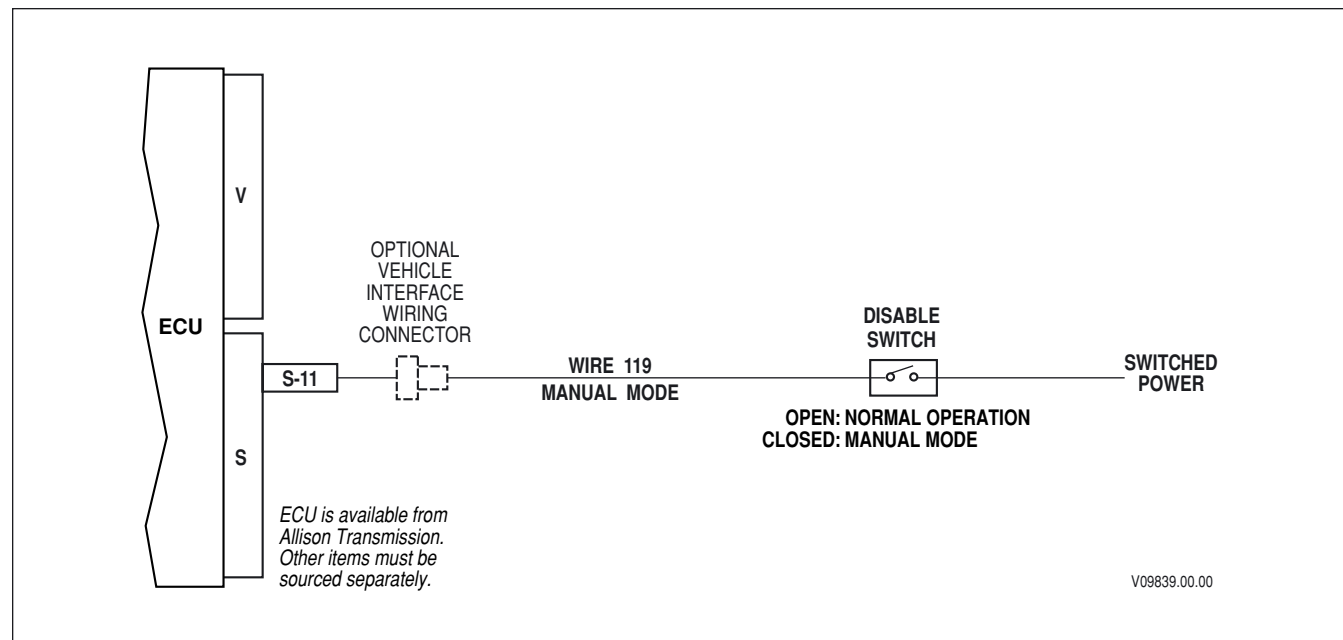 V
ECU
S
S-11
OPTIONAL
VEHICLE
INTERFACE
WIRING
CONNECTOR
WIRE 119
MANUAL MODE
DISABLE
SWITCH
OPEN: NORMAL OPERATION
CLOSED: MANUAL MODE
SWITCHED
POWER
ECU is available from
Allison Transmission.
Other items must be
sourced separately.
V09839.00.00